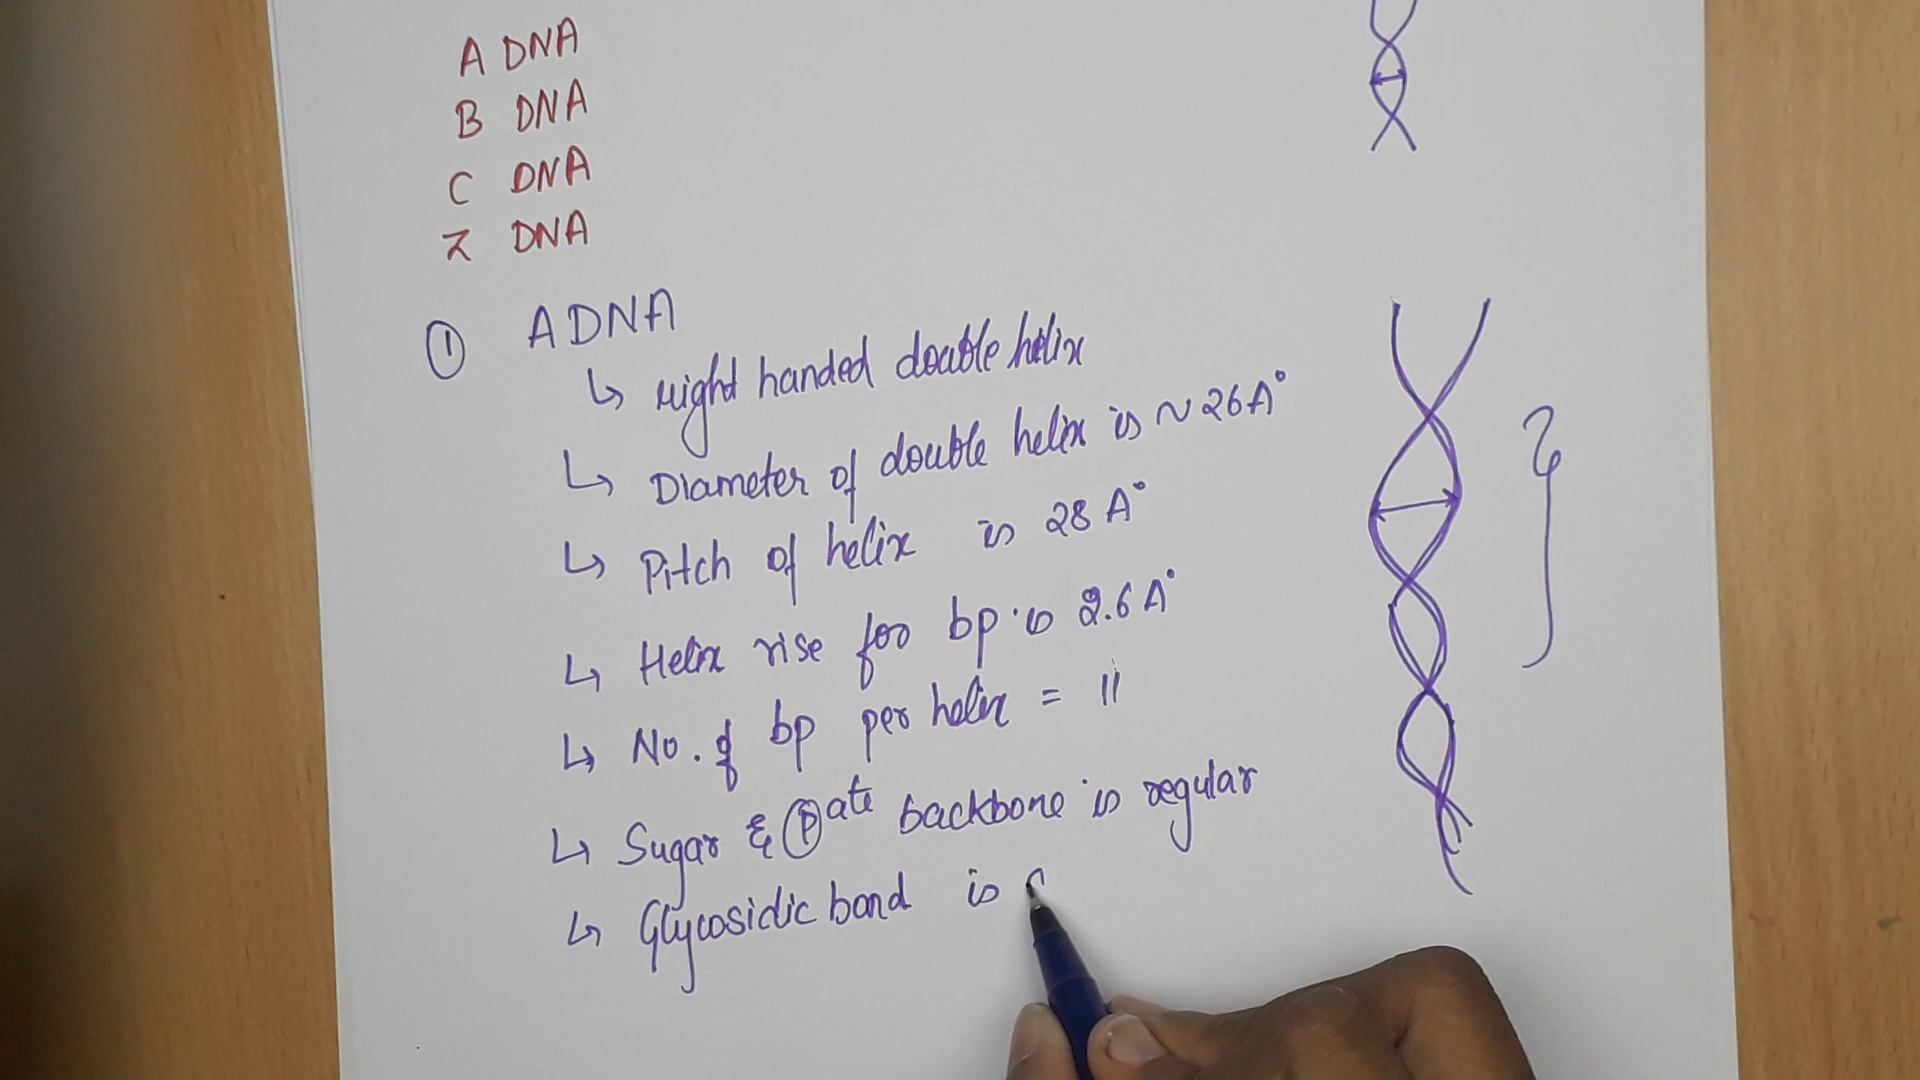 A DNA
B DNA
C DNA
Z DNA
① ADNA
↳ right handed double helix
↳ Diameter of double helix is ~ 26A°
↳ Pitch of helix is 28 A°
↳ Helix rise for bp is 2.6 A°
↳ No. of bp per helix = 11
↳ Sugar & Ⓟate backbone is regular
↳ Glycosidic bond is